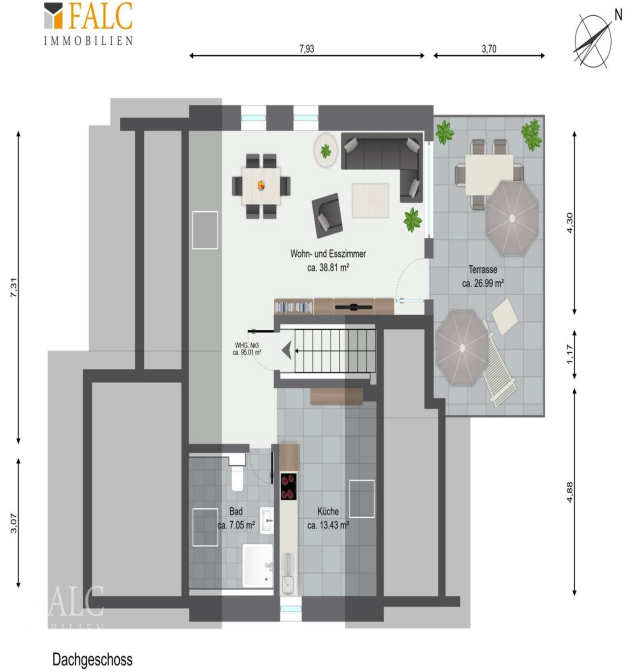 FALC
IMMOBILIEN
7,93
3,70
N
7,31
4,30
Wohn- und Esszimmer
ca. 38.81 m²
Terrasse
ca. 26.99 m²
WHG. №3
ca. 95.01 m²
1,17
4,88
3,07
Bad
ca. 7.05 m²
Küche
ca. 13.43 m²
ALC
BILIEN
Dachgeschoss